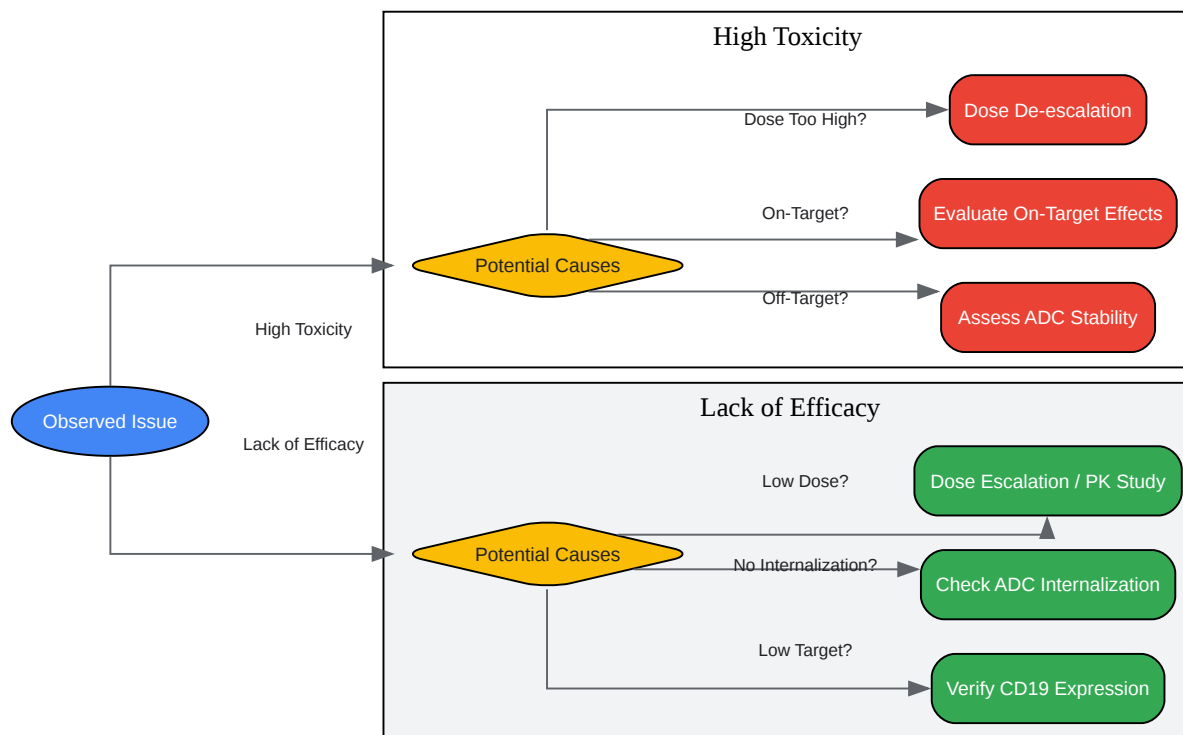 High Toxicity
Dose Too High?
Dose De-escalation
On-Target?
Evaluate On-Target Effects
Potential Causes
Off-Target?
Assess ADC Stability
High Toxicity
Observed Issue
Lack of Efficacy
Lack of Efficacy
Low Dose?
Dose Escalation / PK Study
Potential Causes
No Internalization?
Check ADC Internalization
Low Target?
Verify CD19 Expression